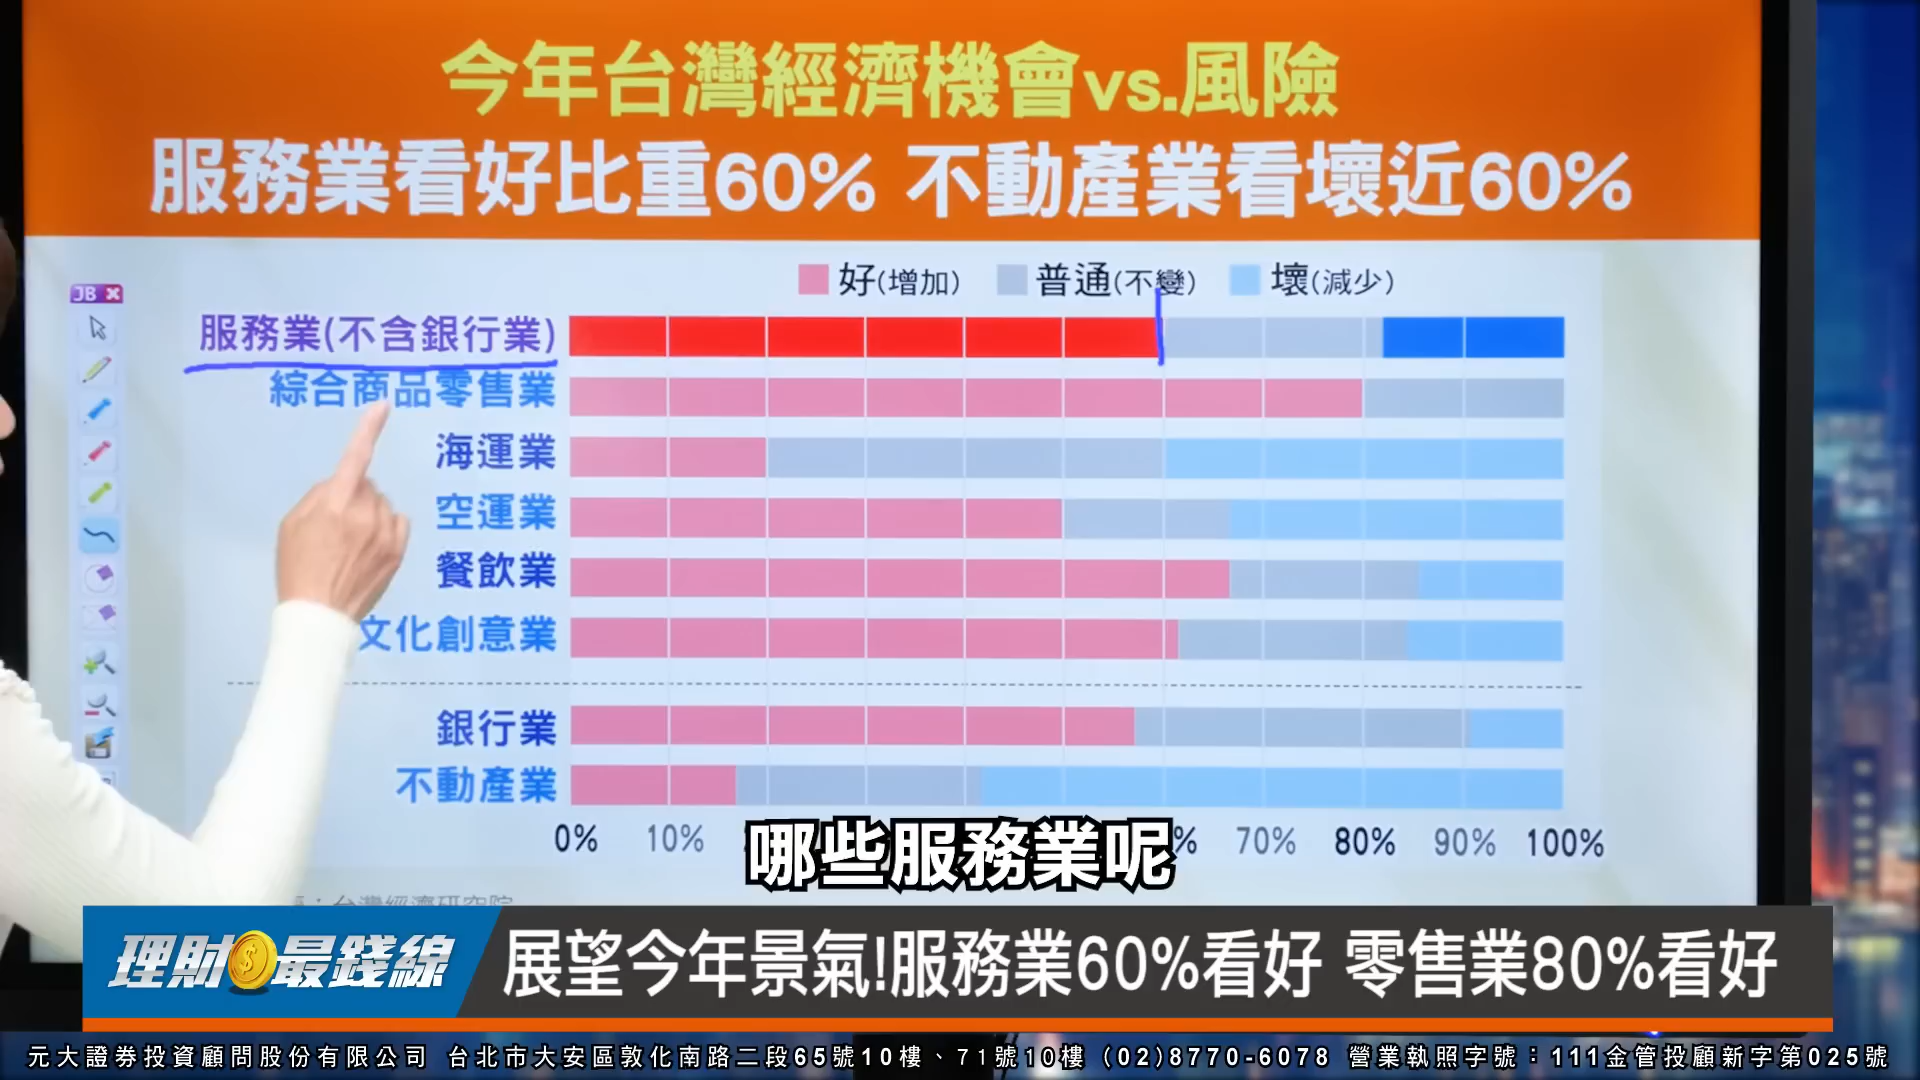 今年台灣經濟機會vs.風險
服務業看好比重60% 不動產業看壞近60%
好(增加) 普通(不變) 壞(減少)
JB
服務業(不含銀行業)
綜合商品零售業
海運業
空運業
餐飲業
文化創意業
銀行業
不動產業
0% 10% % 70% 80% 90% 100%
哪些服務業呢
：台灣經濟研究院
理財最錢線
展望今年景氣!服務業60%看好 零售業80%看好
元大證券投資顧問股份有限公司 台北市大安區敦化南路二段65號10樓、71號10樓 (02)8770-6078 營業執照字號：111金管投顧新字第025號